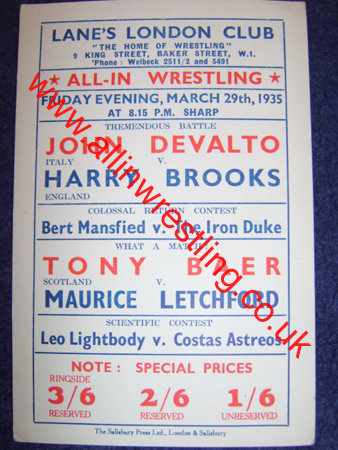 LANE'S LONDON CLUB
"THE HOME OF WRESTLING"
9 KING STREET, BAKER STREET, W.1.
'Phone: Welbeck 2511/2 and 5491
★ ALL-IN WRESTLING ★
FRIDAY EVENING, MARCH 29th, 1935
AT 8.15 P.M. SHARP
TREMENDOUS BATTLE
JOHN DEVALTO
ITALY V.
HARRY BROOKS
ENGLAND
COLOSSAL RETURN CONTEST
Bert Mansfied v. The Iron Duke
WHAT A MATCH
TONY
SCOTLAND V.
MAURICE LETCHFORD
SCIENTIFIC CONTEST
Leo Lightbody v. Costas Astreos
NOTE : SPECIAL PRICES
RINGSIDE
3/6 2/6 1/6
RESERVED RESERVED UNRESERVED
The Salisbury Press Ltd., London & Salisbury
www.allinwrestling.co.uk